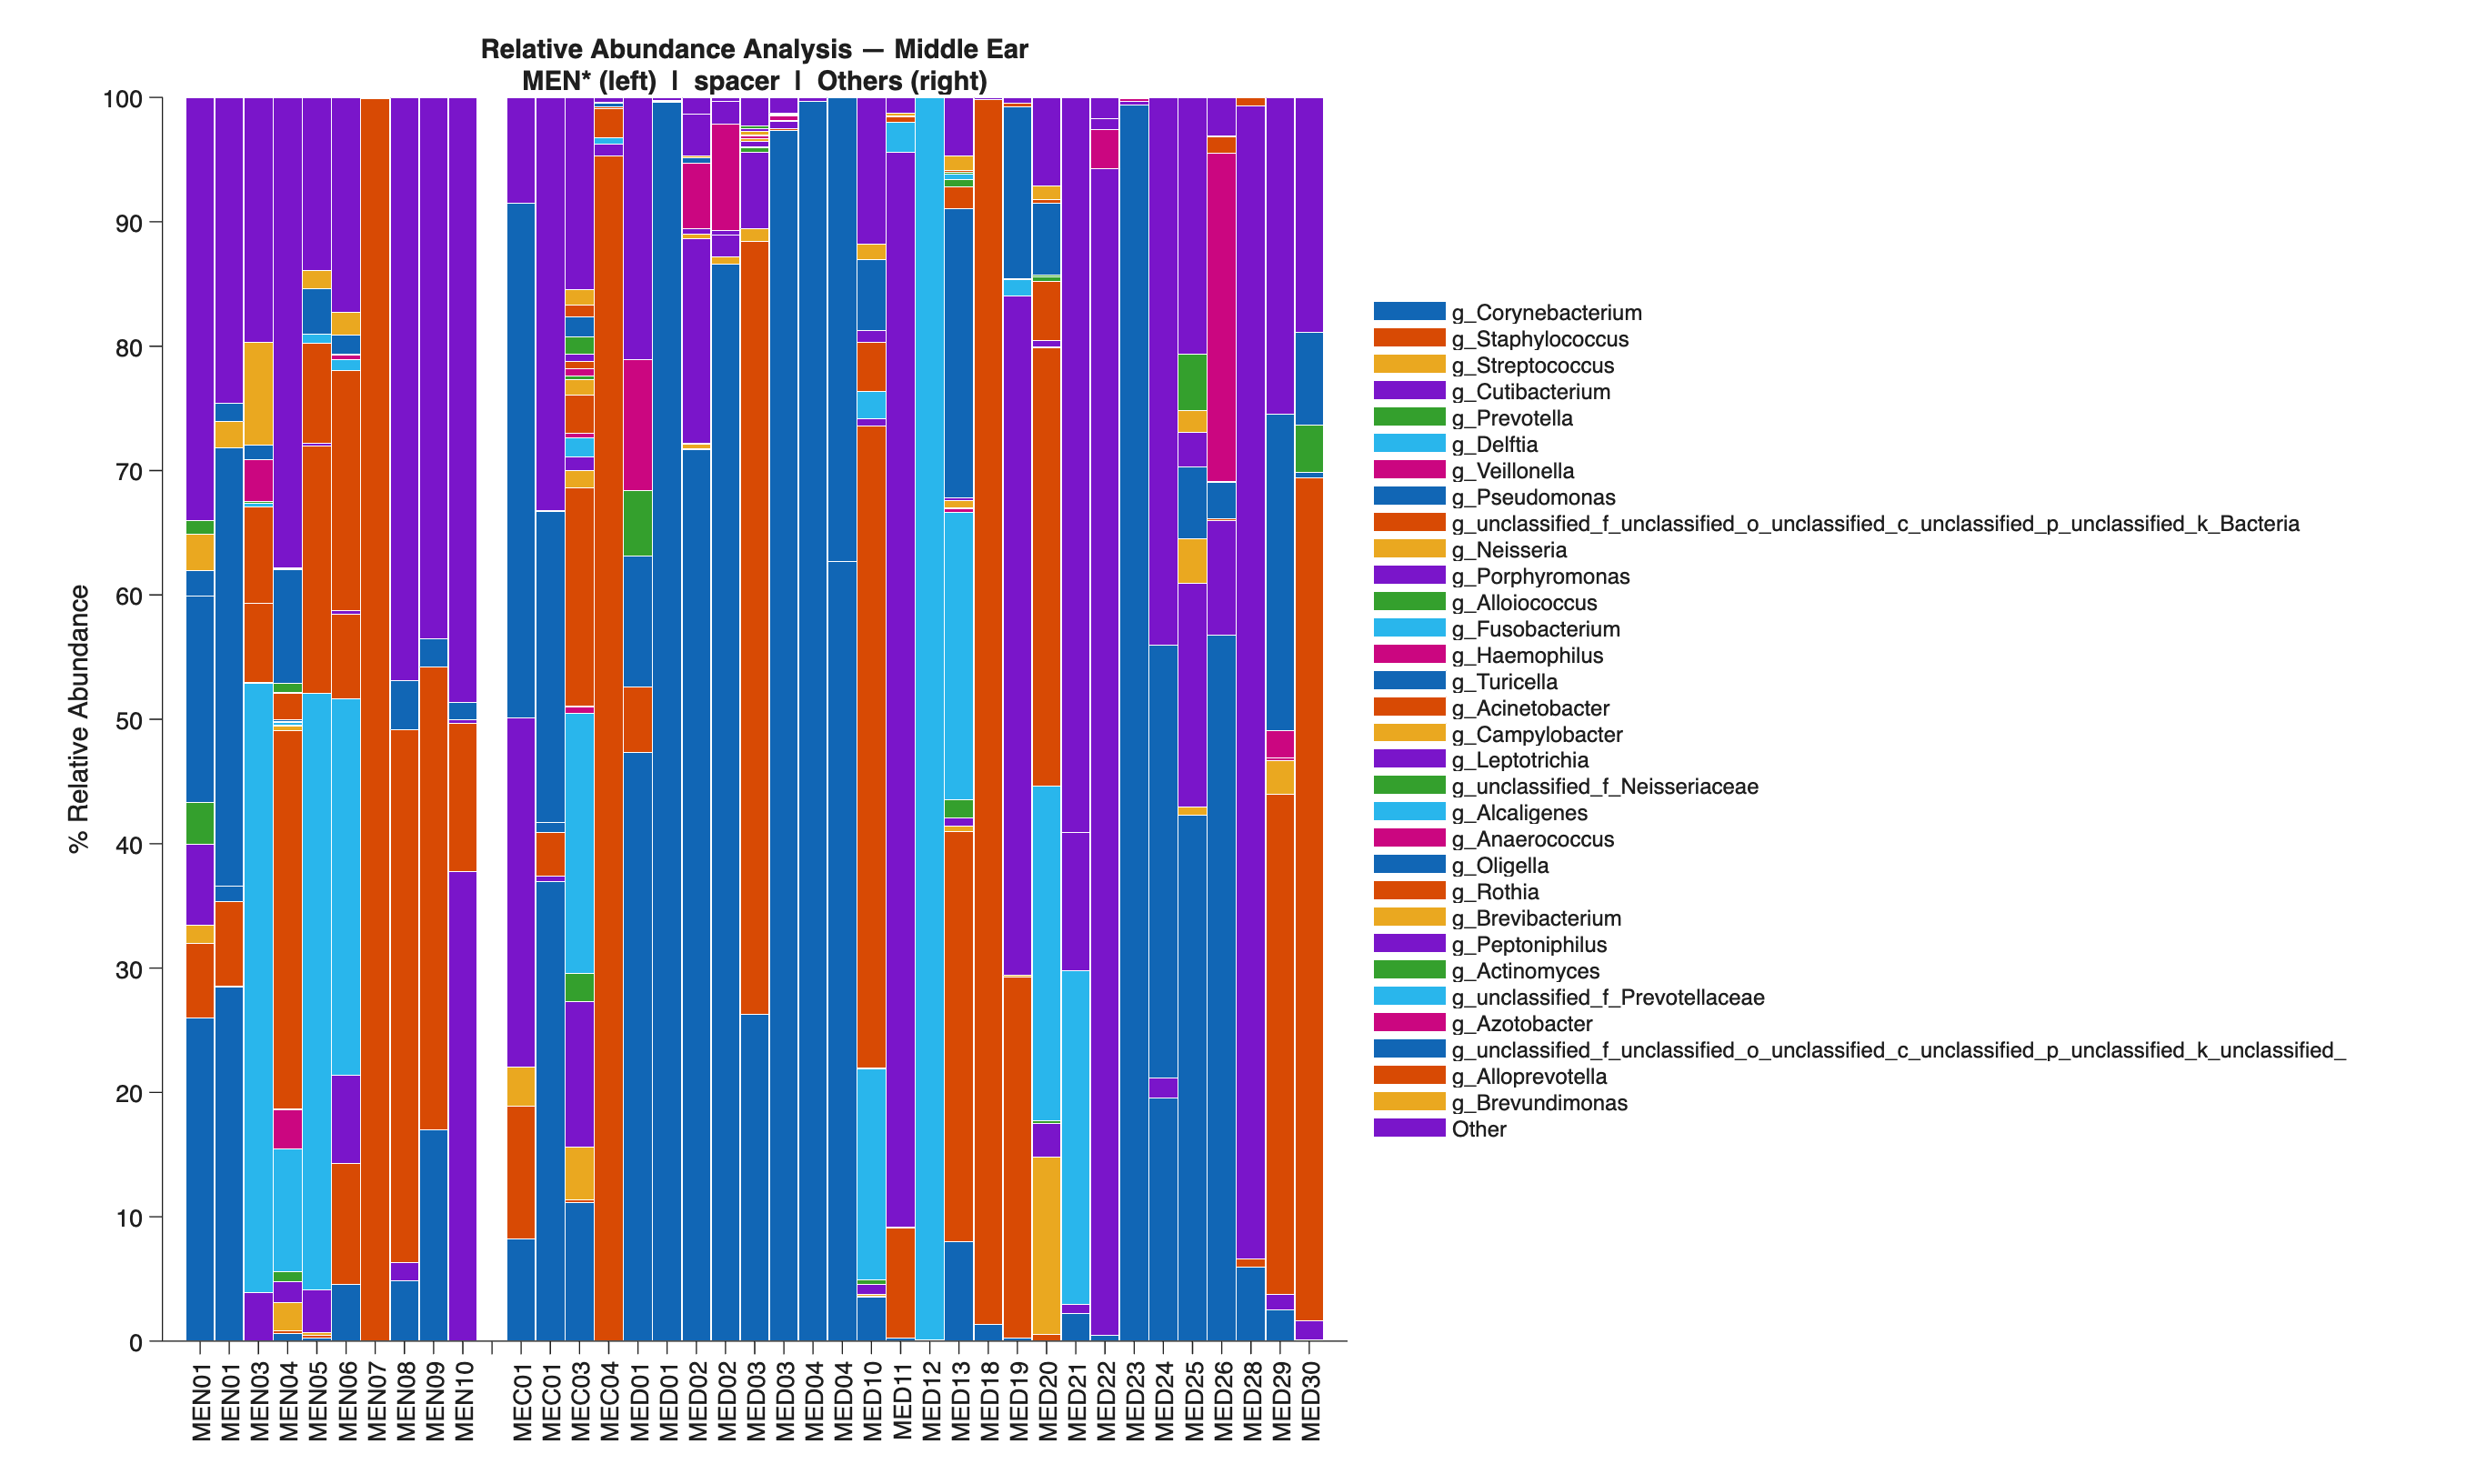 Relative Abundance Analysis — Middle Ear
MEN* (left) | spacer | Others (right)
% Relative Abundance
100
90
80
70
60
50
40
30
20
10
0
MEN01
MEN01
MEN03
MEN04
MEN05
MEN06
MEN07
MEN08
MEN09
MEN10
MEC01
MEC01
MEC03
MEC04
MED01
MED01
MED02
MED02
MED03
MED03
MED04
MED04
MED10
MED11
MED12
MED13
MED18
MED19
MED20
MED21
MED22
MED23
MED24
MED25
MED26
MED28
MED29
MED30
g_Corynebacterium
g_Staphylococcus
g_Streptococcus
g_Cutibacterium
g_Prevotella
g_Delftia
g_Veillonella
g_Pseudomonas
g_unclassified_f_unclassified_o_unclassified_c_unclassified_p_unclassified_k_Bacteria
g_Neisseria
g_Porphyromonas
g_Alloiococcus
g_Fusobacterium
g_Haemophilus
g_Turicella
g_Acinetobacter
g_Campylobacter
g_Leptotrichia
g_unclassified_f_Neisseriaceae
g_Alcaligenes
g_Anaerococcus
g_Oligella
g_Rothia
g_Brevibacterium
g_Peptoniphilus
g_Actinomyces
g_unclassified_f_Prevotellaceae
g_Azotobacter
g_unclassified_f_unclassified_o_unclassified_c_unclassified_p_unclassified_k_unclassified_
g_Alloprevotella
g_Brevundimonas
Other